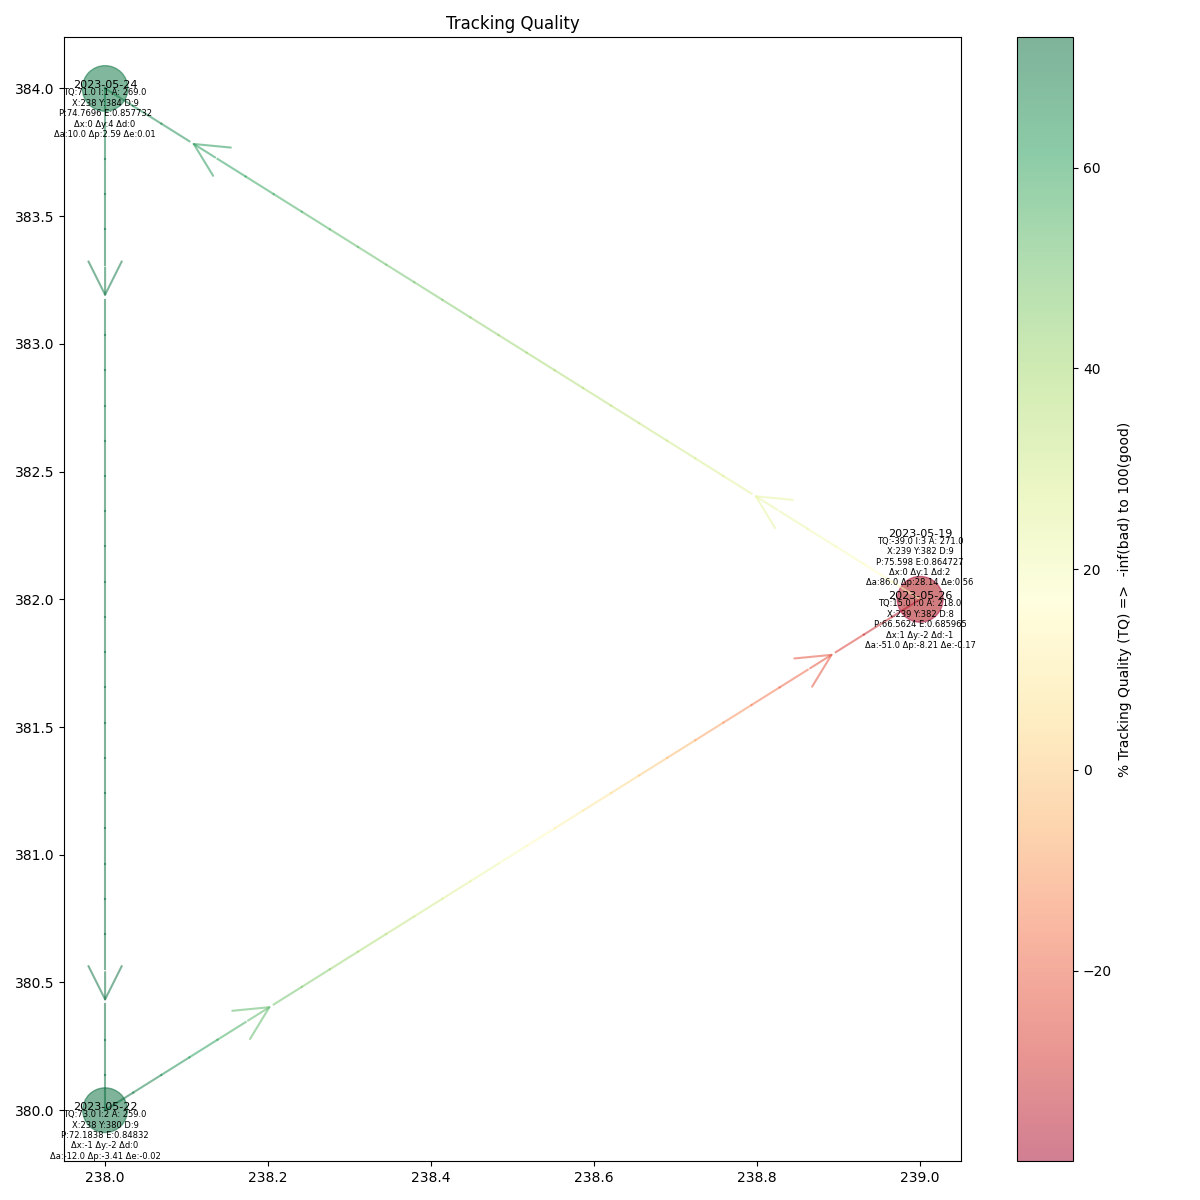 Tracking Quality
384.0
383.5
383.0
382.5
382.0
381.5
381.0
380.5
380.0
2023-05-24
TQ:71.0 I:1 A: 269.0
X:238 Y:384 D:9
P:74.7696 E:0.857732
Δx:0 Δy:4 Δd:0
Δa:10.0 Δp:2.59 Δe:0.01
2023-05-19
TQ:-39.0 I:3 A: 271.0
X:239 Y:382 D:9
P:75.598 E:0.864727
Δx:0 Δy:1 Δd:2
Δa:86.0 Δp:28.14 Δe:0.56
2023-05-26
TQ:15.0 I:0 A: 218.0
X:239 Y:382 D:8
P:66.5624 E:0.685965
Δx:1 Δy:-2 Δd:-1
Δa:-51.0 Δp:-8.21 Δe:-0.17
2023-05-22
TQ:73.0 I:2 A: 259.0
X:238 Y:380 D:9
P:72.1838 E:0.84832
Δx:-1 Δy:-2 Δd:0
Δa:-12.0 Δp:-3.41 Δe:-0.02
238.0
238.2
238.4
238.6
238.8
239.0
60
40
20
0
−20
% Tracking Quality (TQ) => -inf(bad) to 100(good)